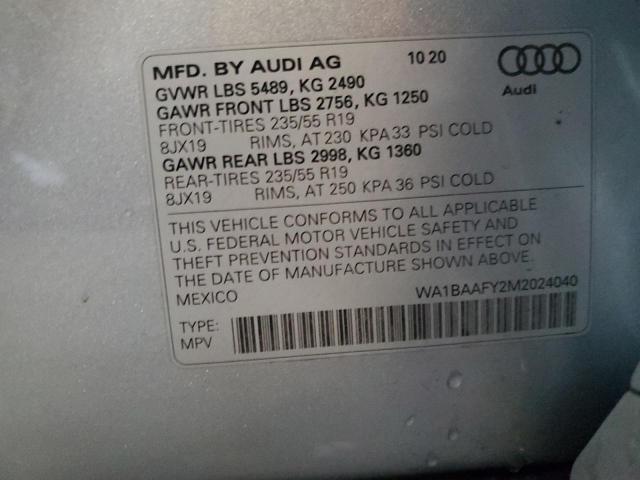 MFD. BY AUDI AG 10 20
GVWR LBS 5489, KG 2490
GAWR FRONT LBS 2756, KG 1250
Audi
FRONT-TIRES 235/55 R19
8JX19 RIMS, AT 230 KPA 33 PSI COLD
GAWR REAR LBS 2998, KG 1360
REAR-TIRES 235/55 R19
8JX19 RIMS, AT 250 KPA 36 PSI COLD
THIS VEHICLE CONFORMS TO ALL APPLICABLE
U.S. FEDERAL MOTOR VEHICLE SAFETY AND
THEFT PREVENTION STANDARDS IN EFFECT ON
THE DATE OF MANUFACTURE SHOWN ABOVE.
MEXICO WA1BAAFY2M2024040
TYPE:
MPV